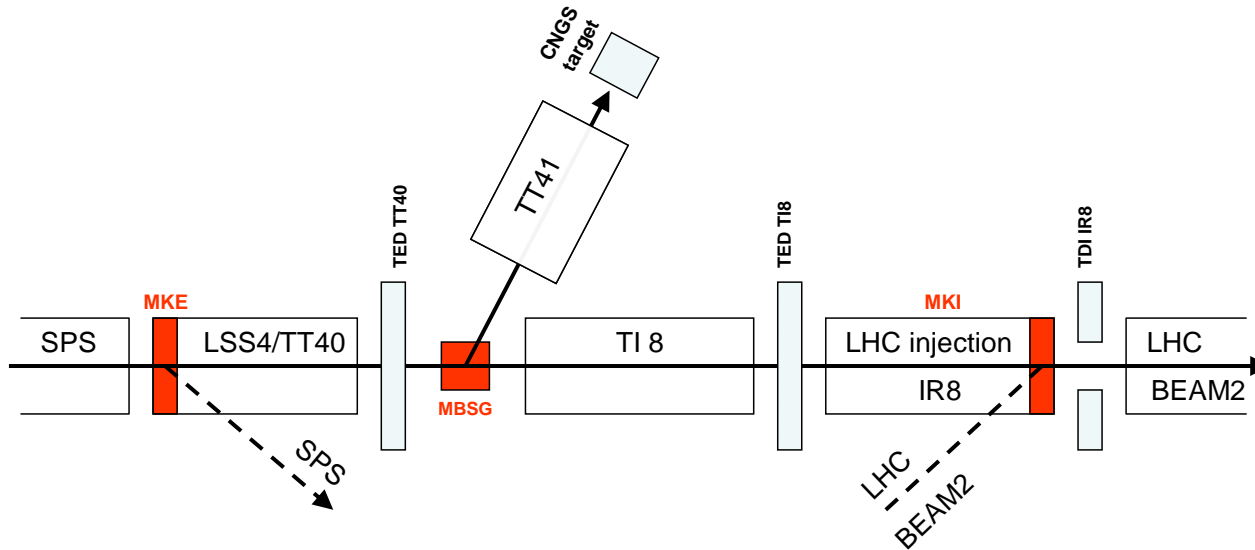 CNGS
target
TT41
TED TT40
TED TI8
TDI IR8
MKE
MKI
SPS
LSS4/TT40
TI 8
LHC injection
IR8
LHC
BEAM2
MBSG
SPS
LHC
BEAM2